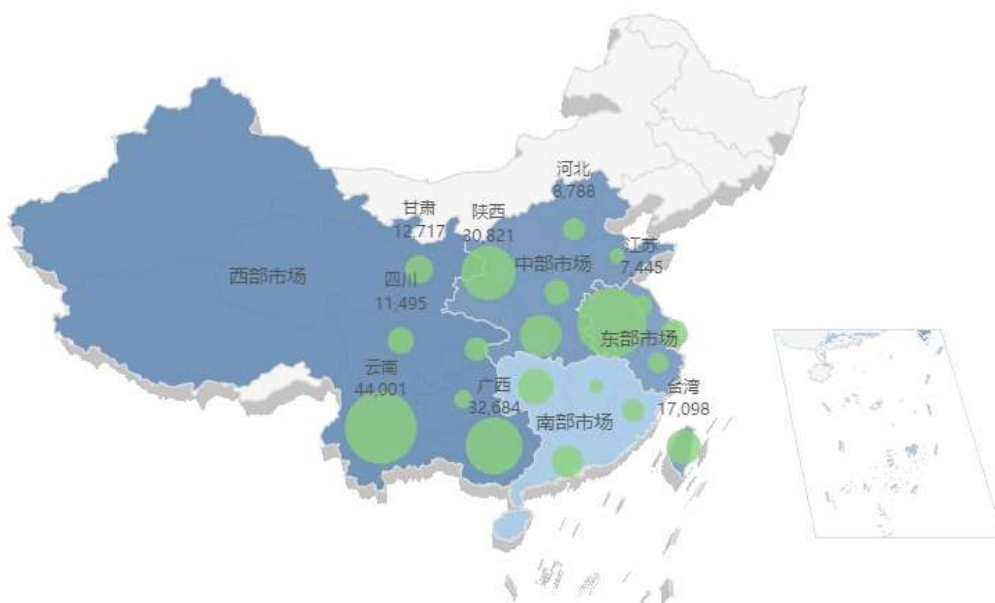 河北
8,788
甘肃
12,717
陕西
30,821
江苏
7,445
中部市场
西部市场
四川
11,495
东部市场
云南
44,001
广西
32,684
台湾
17,098
南部市场